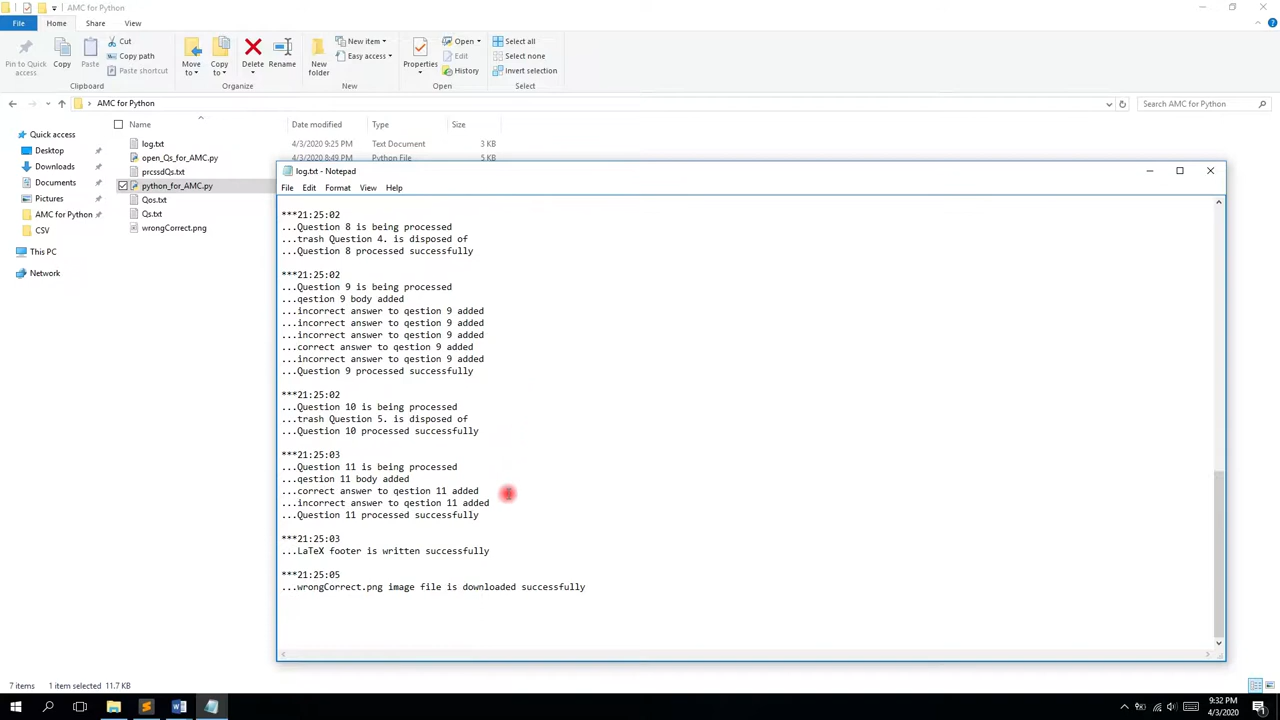 AMC for Python
File
Home
Share
View
Pin to Quick
access
Copy
Paste
Cut
Copy path
Paste shortcut
Clipboard
Move
to
Copy
to
Delete
Rename
Organize
New
folder
New item
Easy access
New
Properties
Open
Edit
History
Open
Select all
Select none
Invert selection
Select
AMC for Python
Search AMC for Python
Name
Date modified
Type
Size
Quick access
Desktop
Downloads
Documents
Pictures
AMC for Python
CSV
This PC
Network
log.txt 4/3/2020 9:25 PM Text Document 3 KB
open_Qs_for_AMC.py 4/3/2020 8:49 PM Python File 5 KB
prcssdQs.txt
python_for_AMC.py
Qos.txt
Qs.txt
wrongCorrect.png
log.txt - Notepad
File Edit Format View Help
***21:25:02
...Question 8 is being processed
...trash Question 4. is disposed of
...Question 8 processed successfully
***21:25:02
...Question 9 is being processed
...qestion 9 body added
...incorrect answer to qestion 9 added
...incorrect answer to qestion 9 added
...incorrect answer to qestion 9 added
...correct answer to qestion 9 added
...incorrect answer to qestion 9 added
...Question 9 processed successfully
***21:25:02
...Question 10 is being processed
...trash Question 5. is disposed of
...Question 10 processed successfully
***21:25:03
...Question 11 is being processed
...qestion 11 body added
...correct answer to qestion 11 added
...incorrect answer to qestion 11 added
...Question 11 processed successfully
***21:25:03
...LaTeX footer is written successfully
***21:25:05
...wrongCorrect.png image file is downloaded successfully
7 items 1 item selected 11.7 KB
9:32 PM
4/3/2020